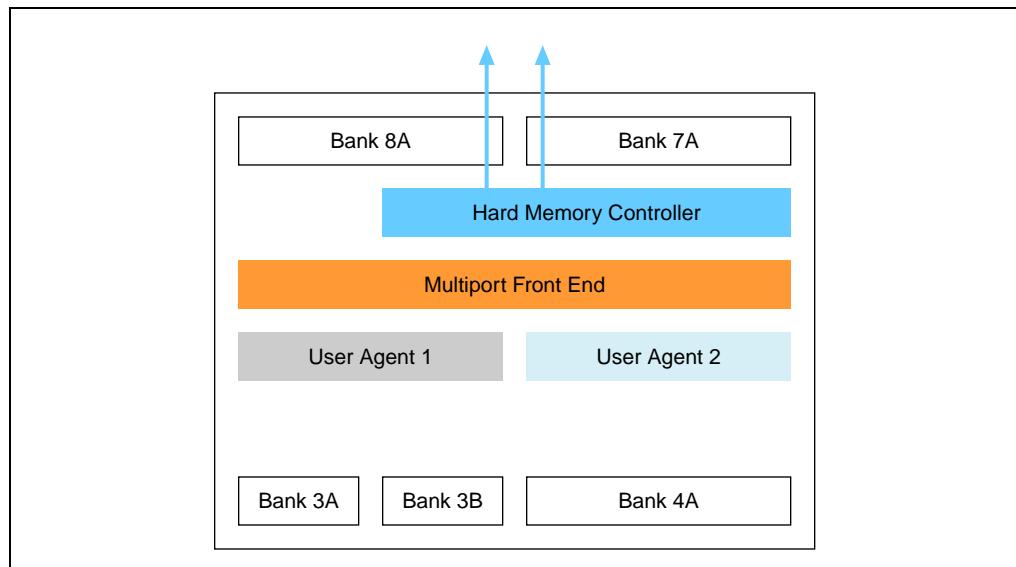 Bank 8A
Bank 7A
Hard Memory Controller
Multiport Front End
User Agent 1
User Agent 2
Bank 3A
Bank 3B
Bank 4A